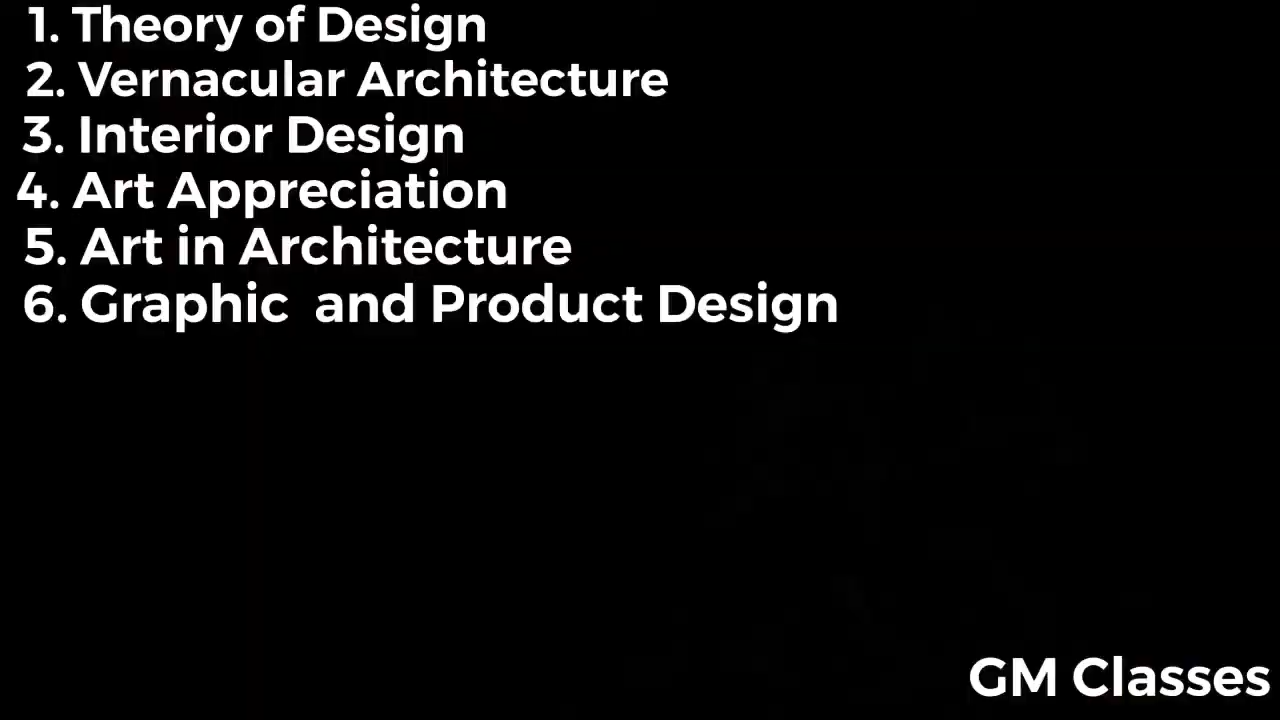 1. Theory of Design
2. Vernacular Architecture
3. Interior Design
4. Art Appreciation
5. Art in Architecture
6. Graphic  and Product Design
GM Classes